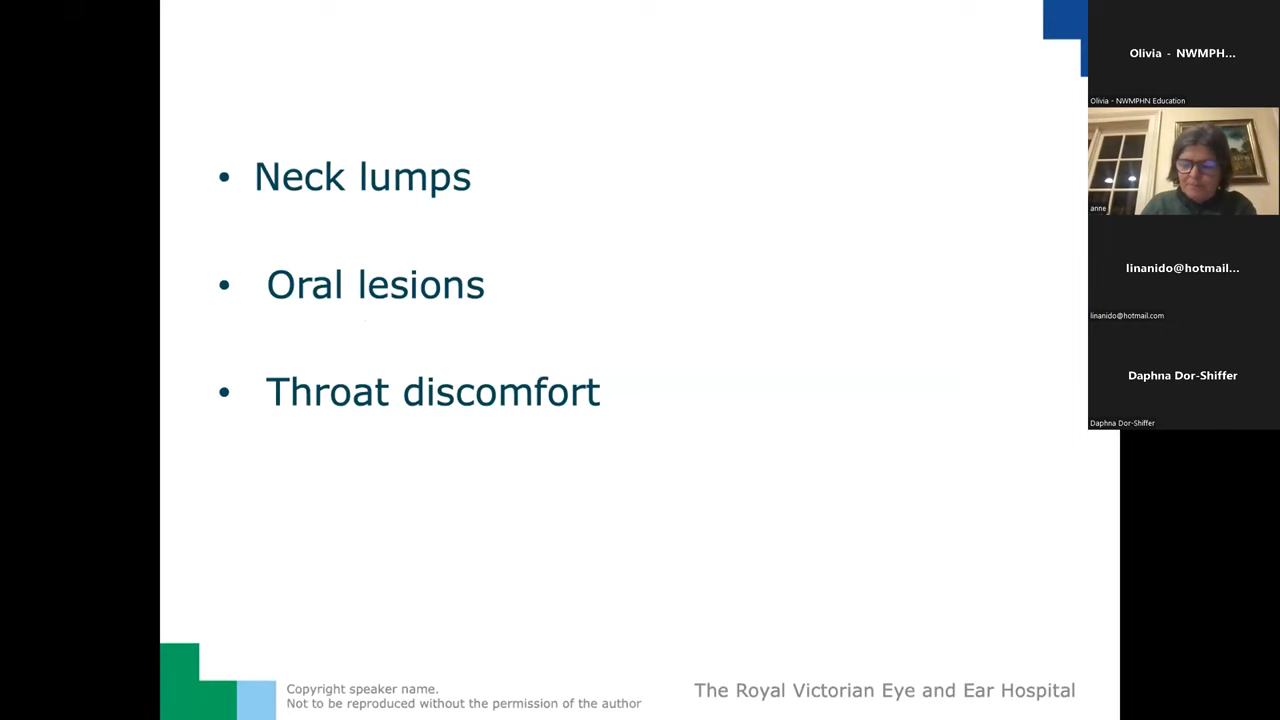 • Neck lumps
• Oral lesions
• Throat discomfort
Copyright speaker name.
Not to be reproduced without the permission of the author
The Royal Victorian Eye and Ear Hospital
Olivia - NWMPH...
Olivia - NWMPHN Education
anne
linanido@hotmail...
linanido@hotmail.com
Daphna Dor-Shiffer
Daphna Dor-Shiffer